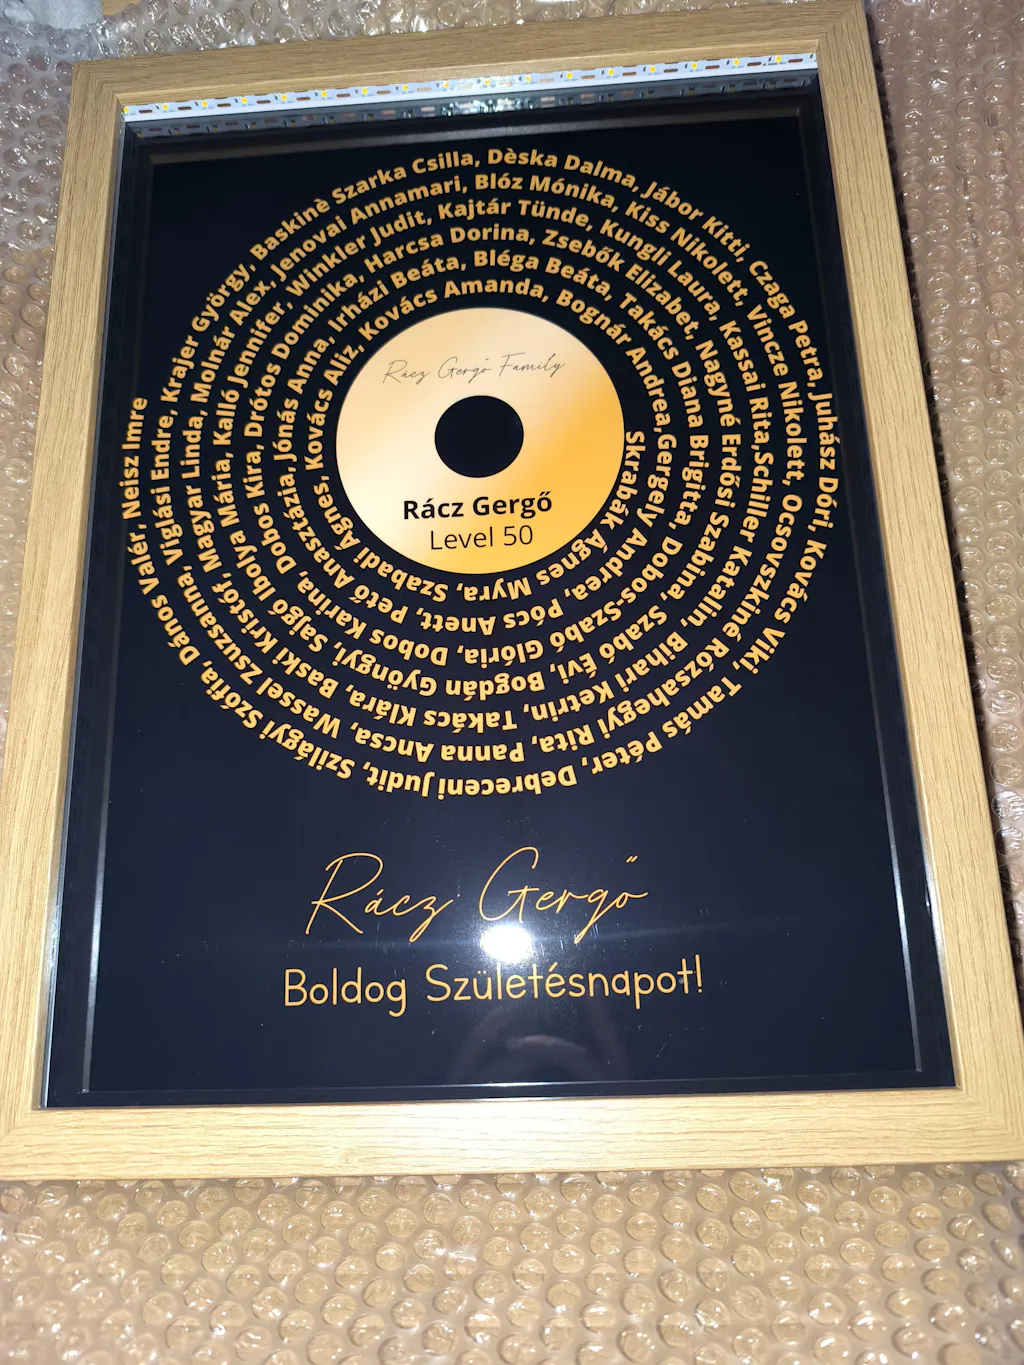 Skrabák Ágnes Myra, Szabadi Ágnes, Kovács Aliz, Kovács Amanda, Bognár Andrea,Gergely Andrea, Pócs Anett, Pető Anasztázia, Jónás Anna, Irházi Beáta, Bléga Beáta, Takács Diana Brigitta, Dobos-Szabó Glória, Dobos Karina, Dobos Kíra, Drótos Dominika, Harcsa Dorina, Zsebők Elizabet, Nagyné Erdősi Szabina, Szabó Évi, Bogdán Gyöngyi, Sajgó Ibolya Mária, Kalló Jennifer, Winkler Judit, Kajtár Tünde, Kungli Laura, Kassai Rita,Schiller Katalin, Bihari Ketrin, Takács Klára, Baski Kristóf, Magyar Linda, Molnár Alex, Jenovai Annamari, Blóz Mónika, Kiss Nikolett, Vincze Nikolett, Ocsovszkiné Rózsahegyi Rita, Panna Ancsa, Wassel Zsuzsanna, Viglási Endre, Krajer György, Baskinè Szarka Csilla, Dèska Dalma, Jábor Kitti, Czaga Petra, Juhász Dóri, Kovács Viki, Tamás Péter, Debreceni Judit, Szilágyi Szófia, Dános Valér, Neisz Imre
Rácz Gergő Family
Rácz Gergő
Level 50
Rácz Gergő
Boldog Születésnapot!